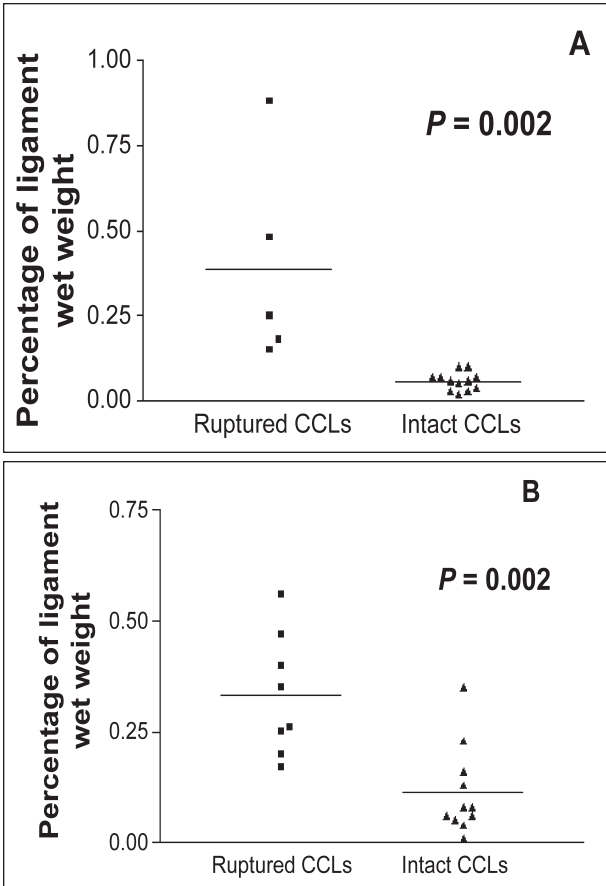 A
Percentage of ligament
wet weight
1.00
0.75
0.50
0.25
0.00
P = 0.002
Ruptured CCLs
Intact CCLs
B
Percentage of ligament
wet weight
0.75
0.50
0.25
0.00
P = 0.002
Ruptured CCLs
Intact CCLs